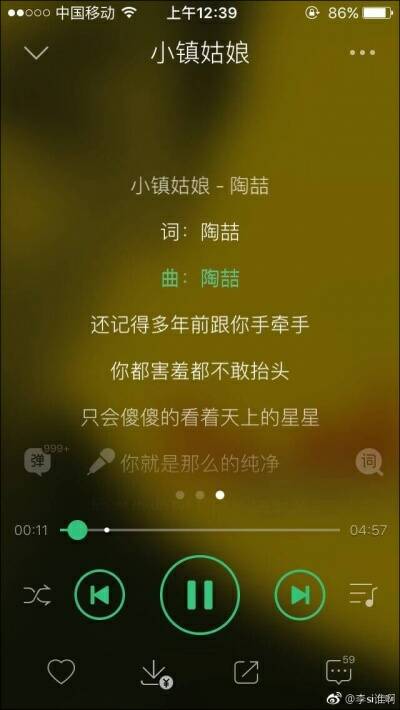 中国移动 上午12:39 86%
小镇姑娘
小镇姑娘 - 陶喆
词：陶喆
曲：陶喆
还记得多年前跟你手牵手
你都害羞都不敢抬头
只会傻傻的看着天上的星星
弹 999+ 词
你就是那么的纯净
00:11 04:57
¥ 59
@李si谁啊